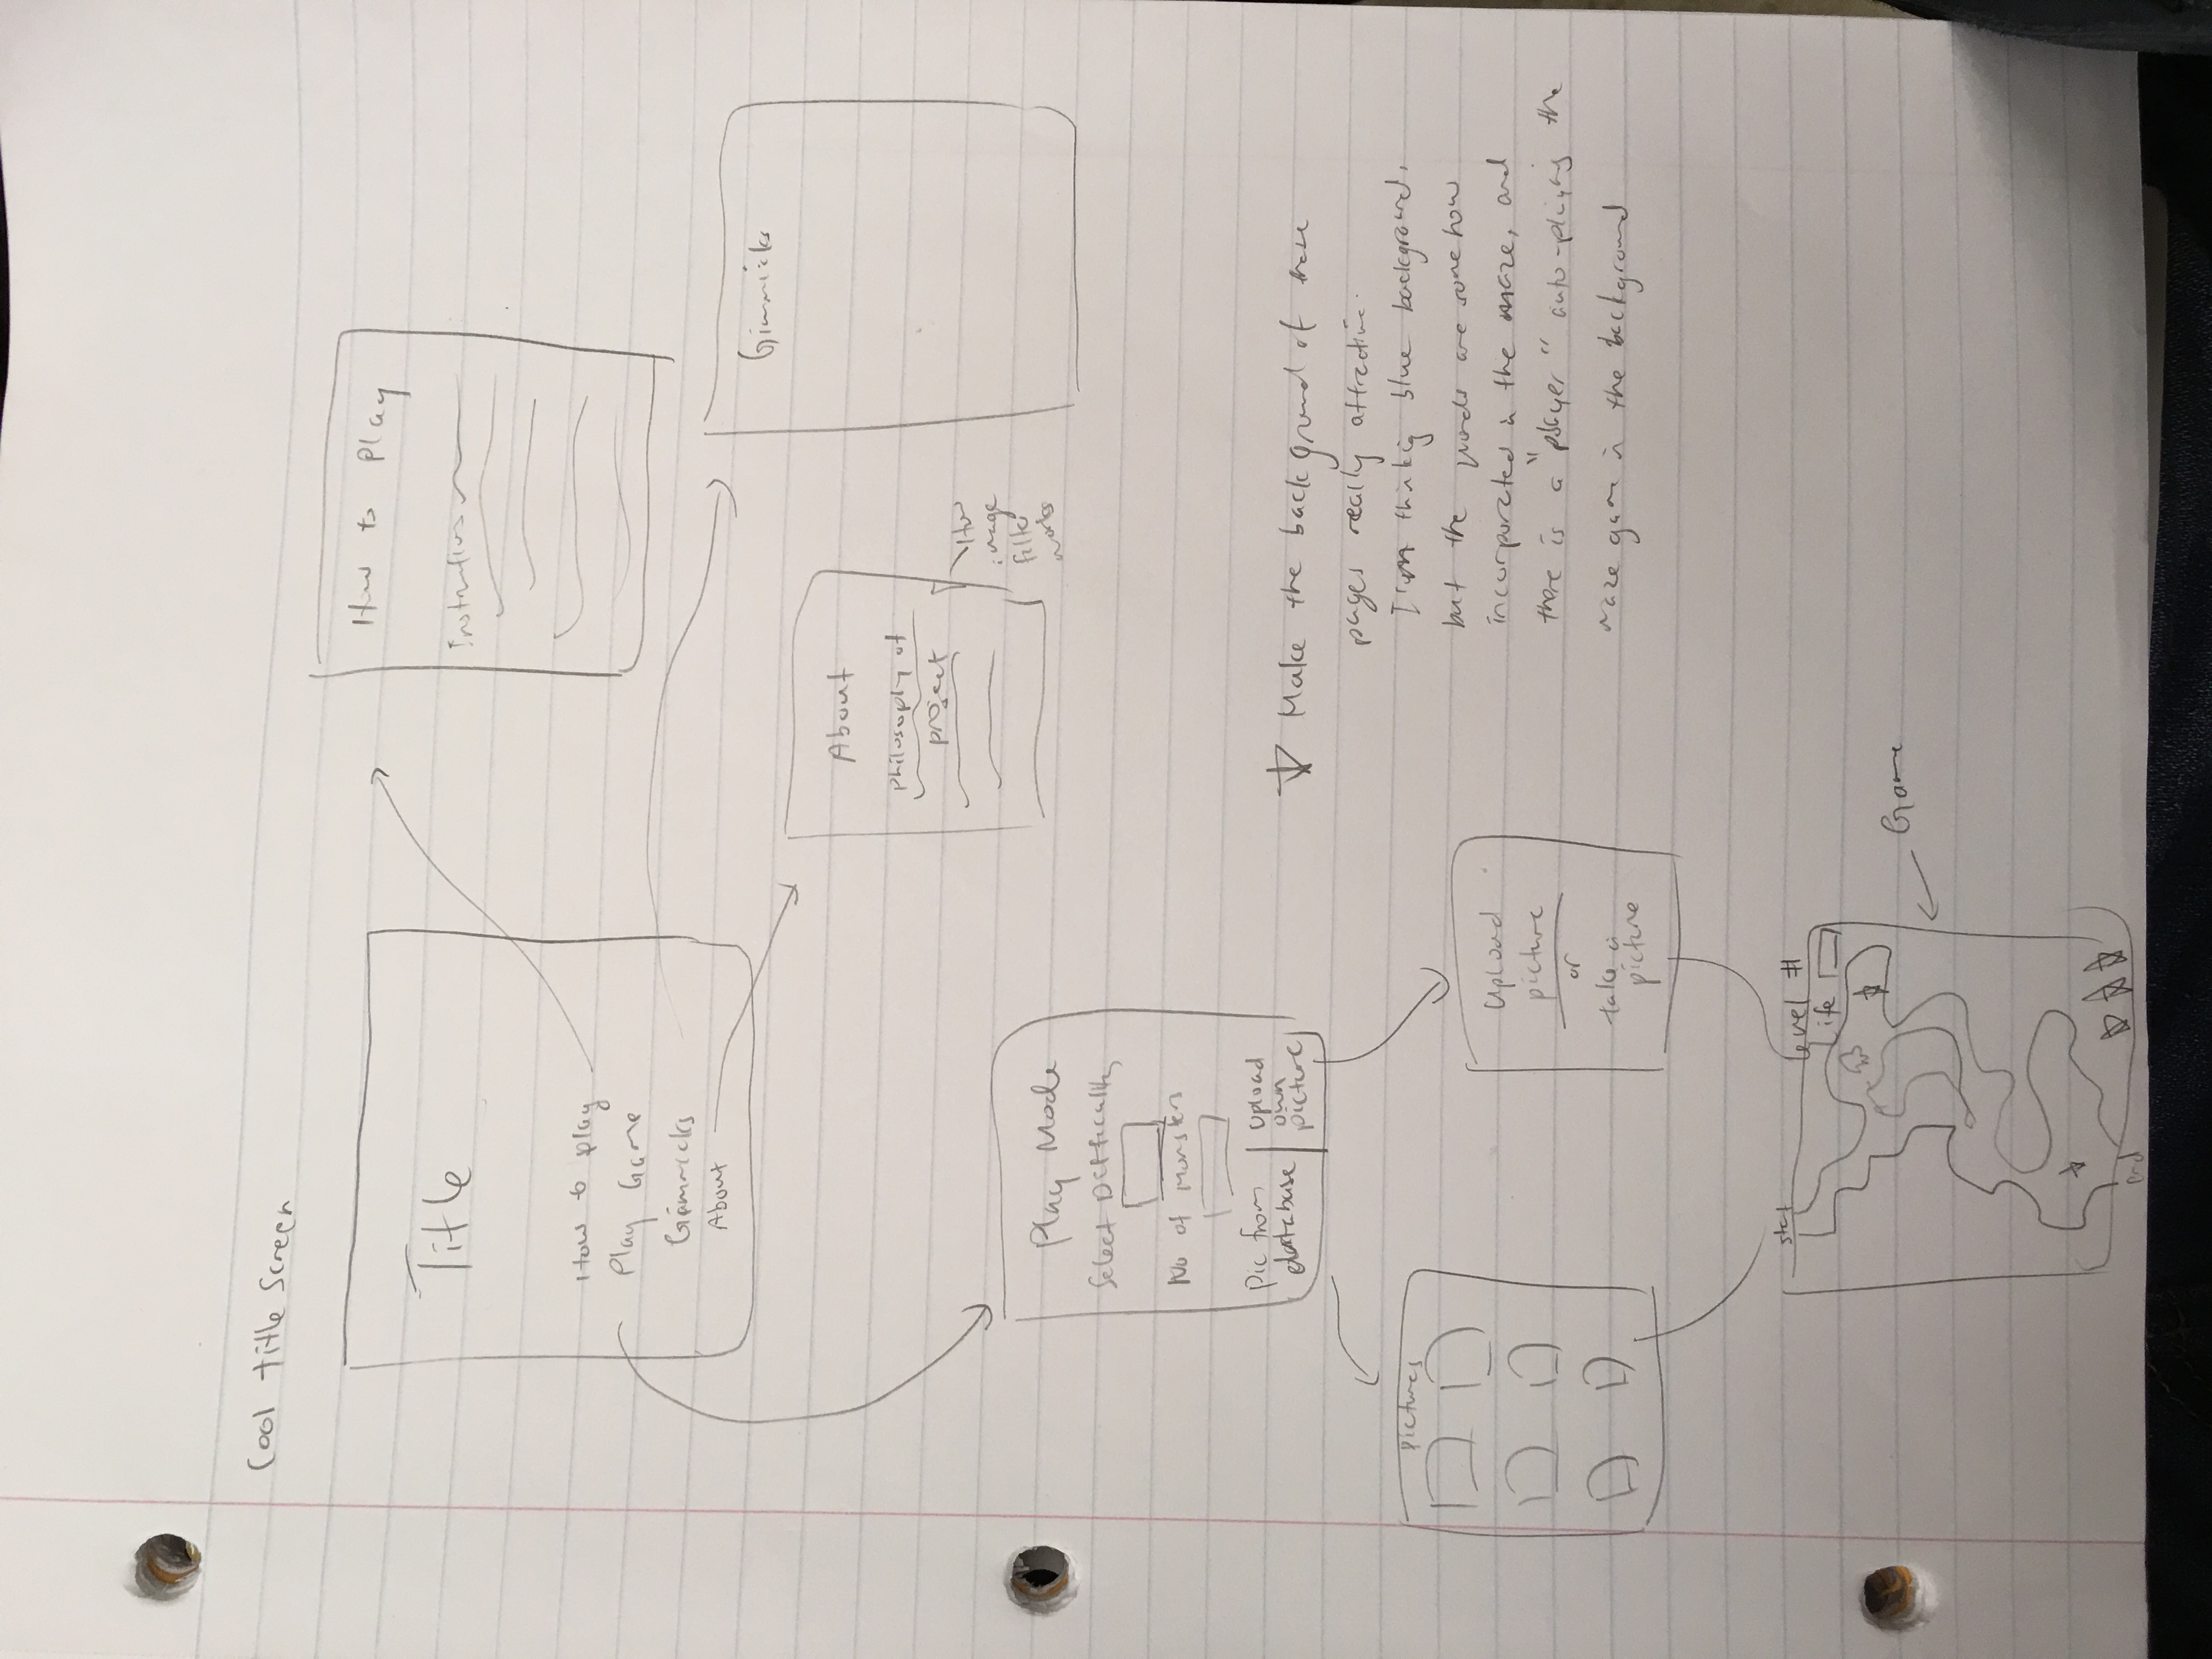 Cool title screen
Title
How to play
Play Game
Gimmicks
About
How to Play
Instructions
Gimmicks
About
philosophy of
project
How
image
filter
works
Play Mode
Select Difficulty
No of monsters
Pic from
database
upload
own
picture
Pictures
Upload
picture
or
take a
picture
Make the background of these
pages really attractive.
I'm thinking blue background,
but the words are somehow
incorporated in the maze, and
there is a "player" auto-playing the
maze game in the background
start
Level #
Life
Game
end